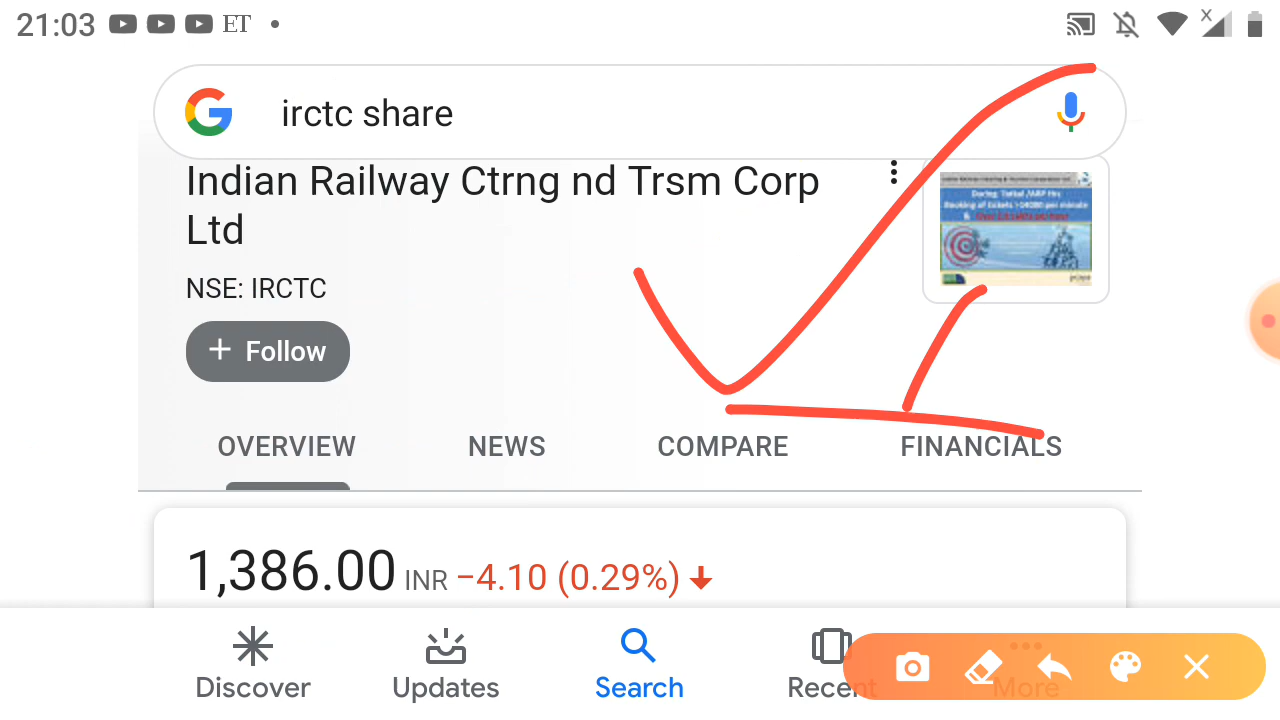 21:03 ET
irctc share
Indian Railway Ctrng nd Trsm Corp
Ltd
NSE: IRCTC
+ Follow
OVERVIEW NEWS COMPARE FINANCIALS
1,386.00 INR −4.10 (0.29%)
Discover Updates Search Recent More